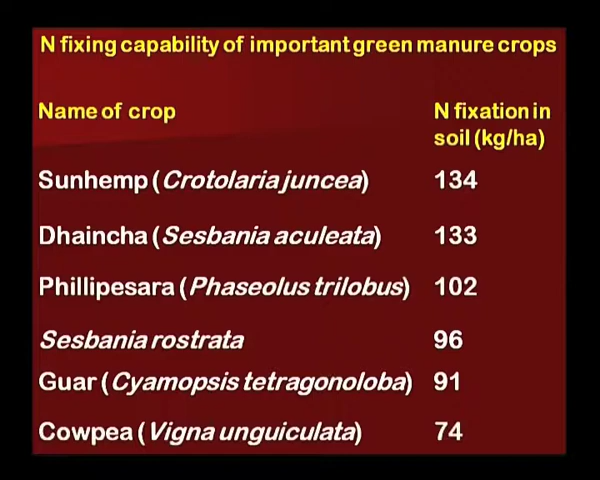 N fixing capability of important green manure crops
Name of crop N fixation in
soil (kg/ha)
Sunhemp (Crotolaria juncea) 134
Dhaincha (Sesbania aculeata) 133
Phillipesara (Phaseolus trilobus) 102
Sesbania rostrata 96
Guar (Cyamopsis tetragonoloba) 91
Cowpea (Vigna unguiculata) 74